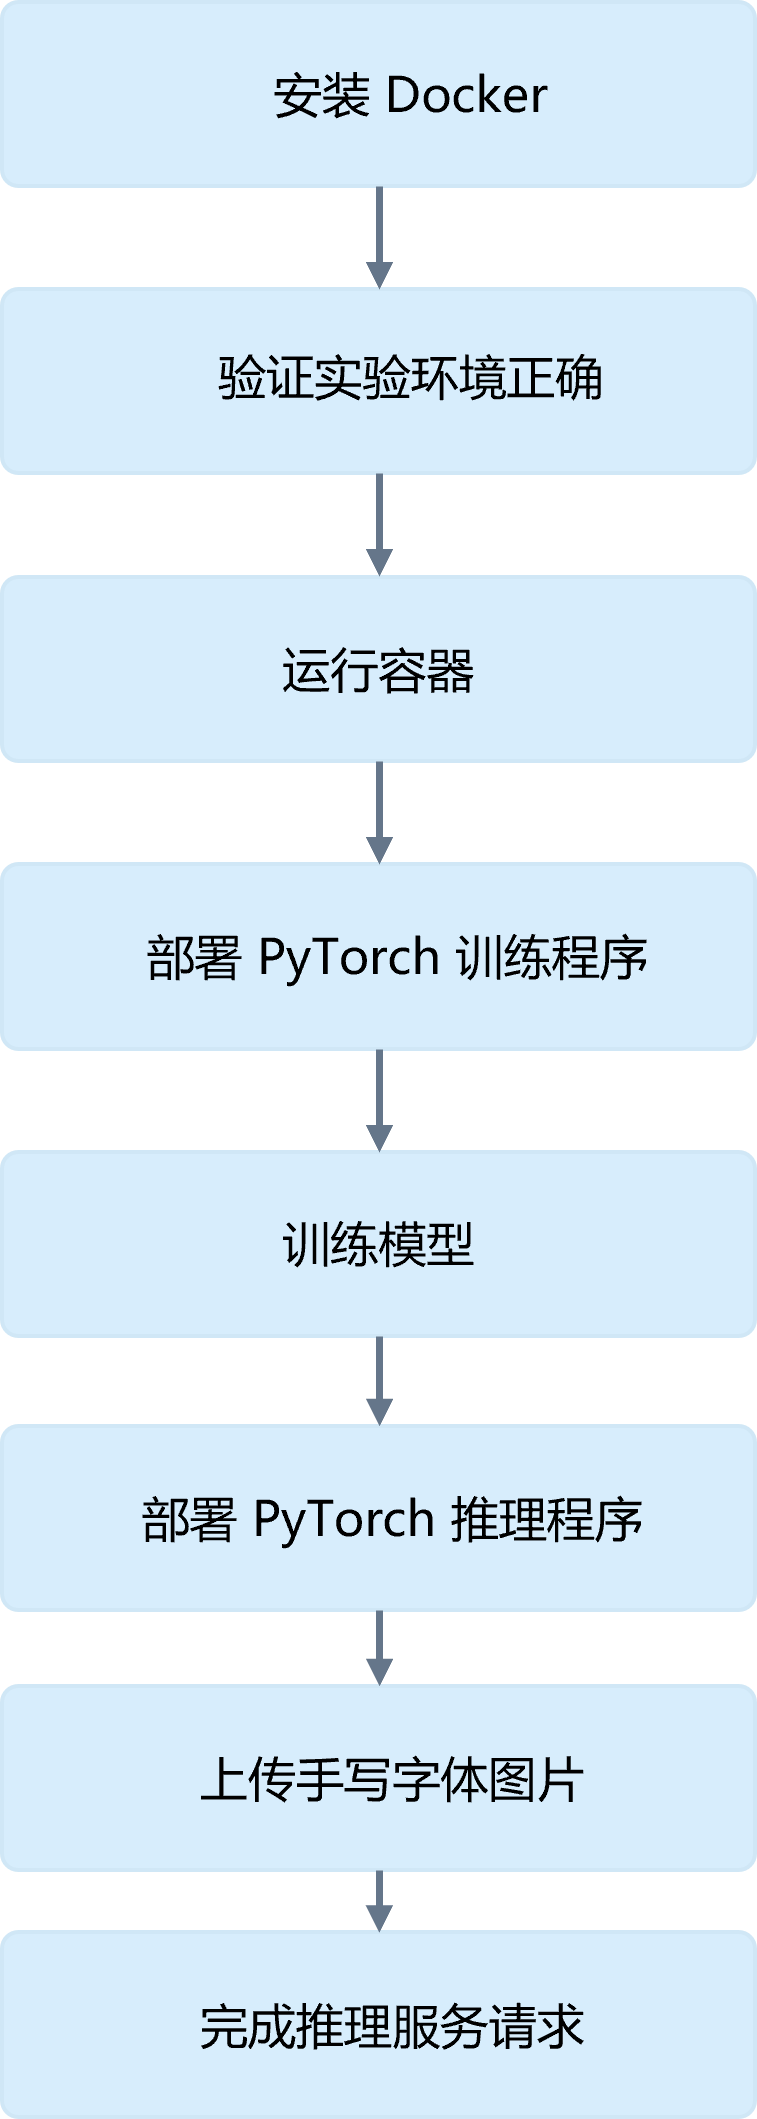 安装 Docker
验证实验环境正确
运行容器
部署 PyTorch 训练程序
训练模型
部署 PyTorch 推理程序
上传手写字体图片
完成推理服务请求